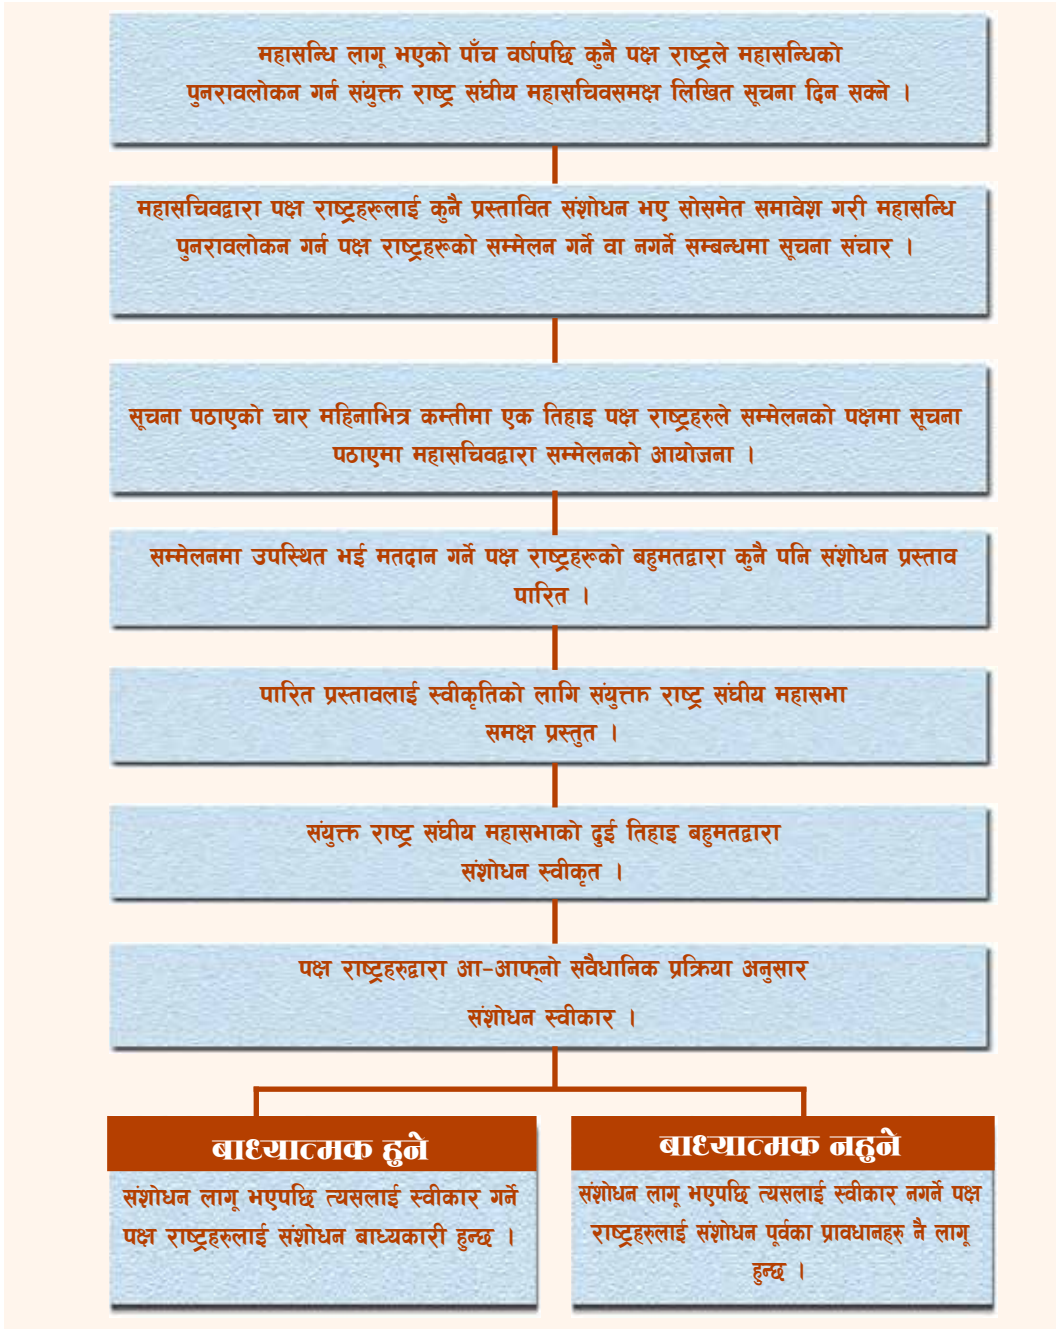 महासन्धि लागू भएको पाँच वर्षपछि कुनै पक्ष राष्ट्रले महासन्धिको
पुनरावलोकन गर्न संयुक्त राष्ट्र संघीय महासचिवसमक्ष लिखित सूचना दिन सक्ने ।
महासचिवद्वारा पक्ष राष्ट्रहरूलाई कुनै प्रस्तावित संशोधन भए सोसमेत समावेश गरी महासन्धि
पुनरावलोकन गर्न पक्ष राष्ट्रहरूको सम्मेलन गर्ने वा नगर्ने सम्बन्धमा सूचना संचार ।
सूचना पठाएको चार महिनाभित्र कम्तीमा एक तिहाइ पक्ष राष्ट्रहरुले सम्मेलनको पक्षमा सूचना
पठाएमा महासचिवद्वारा सम्मेलनको आयोजना ।
सम्मेलनमा उपस्थित भई मतदान गर्ने पक्ष राष्ट्रहरूको बहुमतद्वारा कुनै पनि संशोधन प्रस्ताव
पारित ।
पारित प्रस्तावलाई स्वीकृतिको लागि संयुक्त राष्ट्र संघीय महासभा
समक्ष प्रस्तुत ।
संयुक्त राष्ट्र संघीय महासभाको दुई तिहाइ बहुमतद्वारा
संशोधन स्वीकृत ।
पक्ष राष्ट्रहरुद्वारा आ-आफ्नो सवैधानिक प्रक्रिया अनुसार
संशोधन स्वीकार ।
बाध्यात्मक हुने
संशोधन लागू भएपछि त्यसलाई स्वीकार गर्ने
पक्ष राष्ट्रहरुलाई संशोधन बाध्यकारी हुन्छ ।
बाध्यात्मक नहुने
संशोधन लागू भएपछि त्यसलाई स्वीकार नगर्ने पक्ष
राष्ट्रहरुलाई संशोधन पूर्वका प्रावधानहरु नै लागू
हुन्छ ।